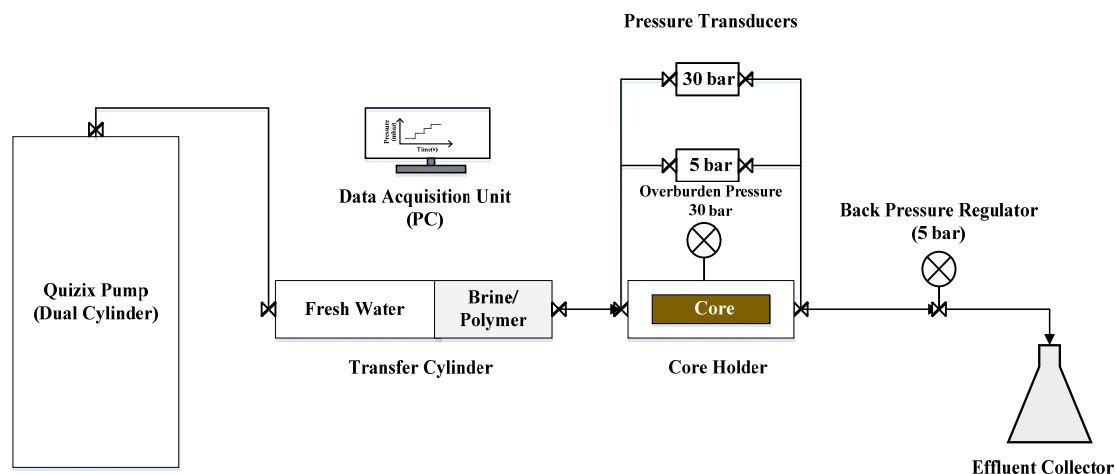 Pressure Transducers
30 bar
5 bar
Overburden Pressure
30 bar
Pressure
(mbar)
Time(s)
Data Acquisition Unit
(PC)
Back Pressure Regulator
(5 bar)
Quizix Pump
(Dual Cylinder)
Fresh Water
Brine/
Polymer
Core
Transfer Cylinder
Core Holder
Effluent Collector